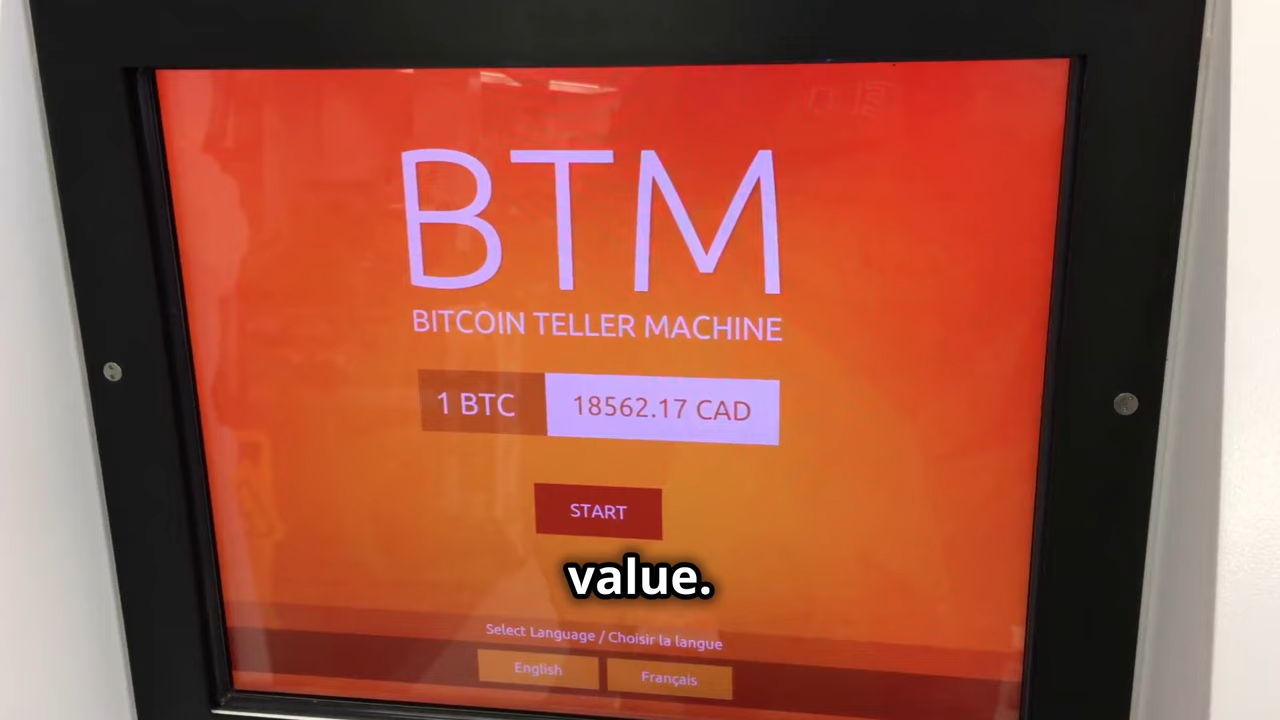 BTM
BITCOIN TELLER MACHINE
1 BTC 18562.17 CAD
START
value.
Select Language / Choisir la langue
English Français